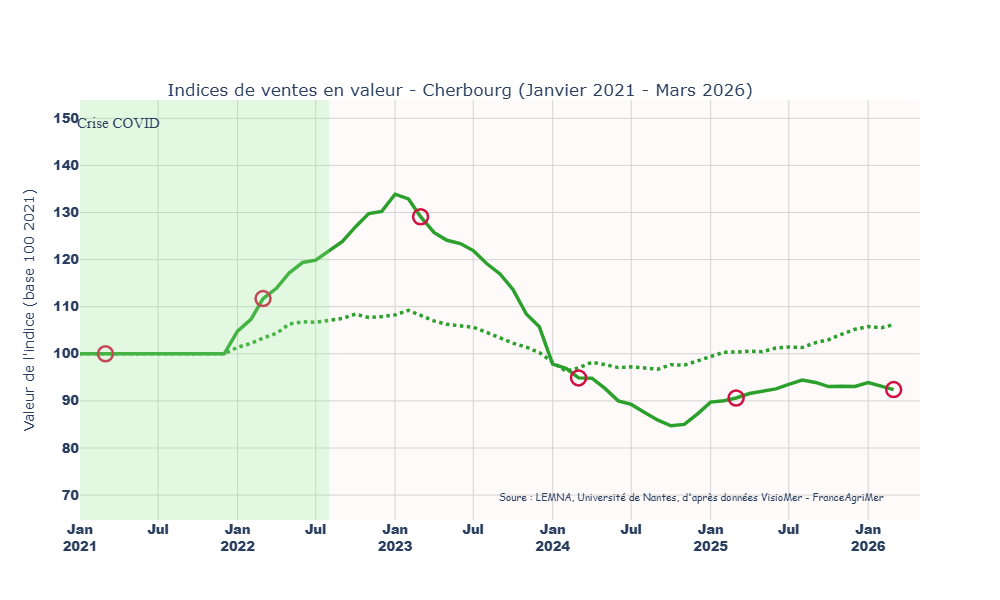 Indices de ventes en valeur - Cherbourg (Janvier 2021 - Mars 2026)
Valeur de l'indice (base 100 2021)
150
140
130
120
110
100
90
80
70
Crise COVID
Soure : LEMNA, Université de Nantes, d'après données VisioMer - FranceAgriMer
Jan Jul Jan Jul Jan Jul Jan Jul Jan Jul Jan
2021 2022 2023 2024 2025 2026